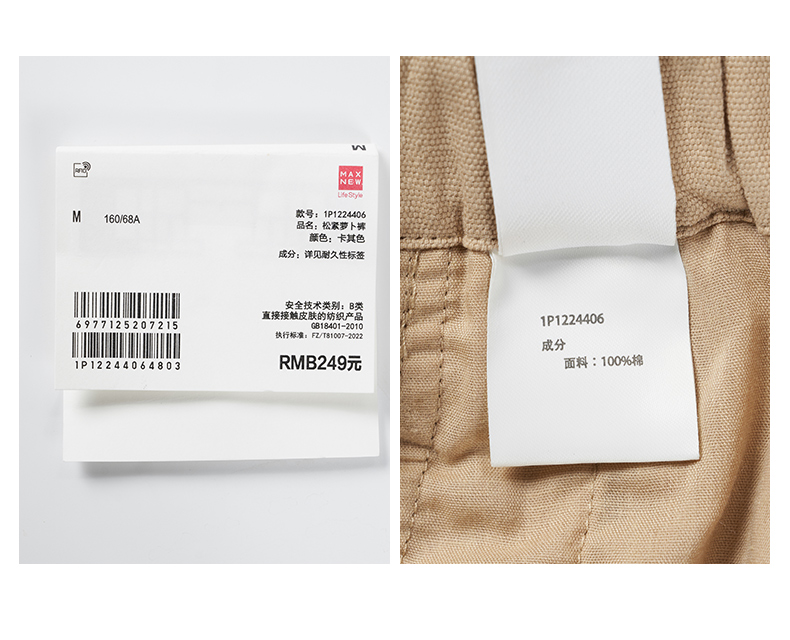 RFID
MAX
NEW
LifeStyle
M 160/68A
款号：1P1224406
品名：松紧萝卜裤
颜色：卡其色
成分：详见耐久性标签
安全技术类别：B类
直接接触皮肤的纺织产品
GB18401-2010
执行标准：FZ/T81007-2022
6977125207215
1P12244064803
RMB249元
1P1224406
成分
面料：100%棉